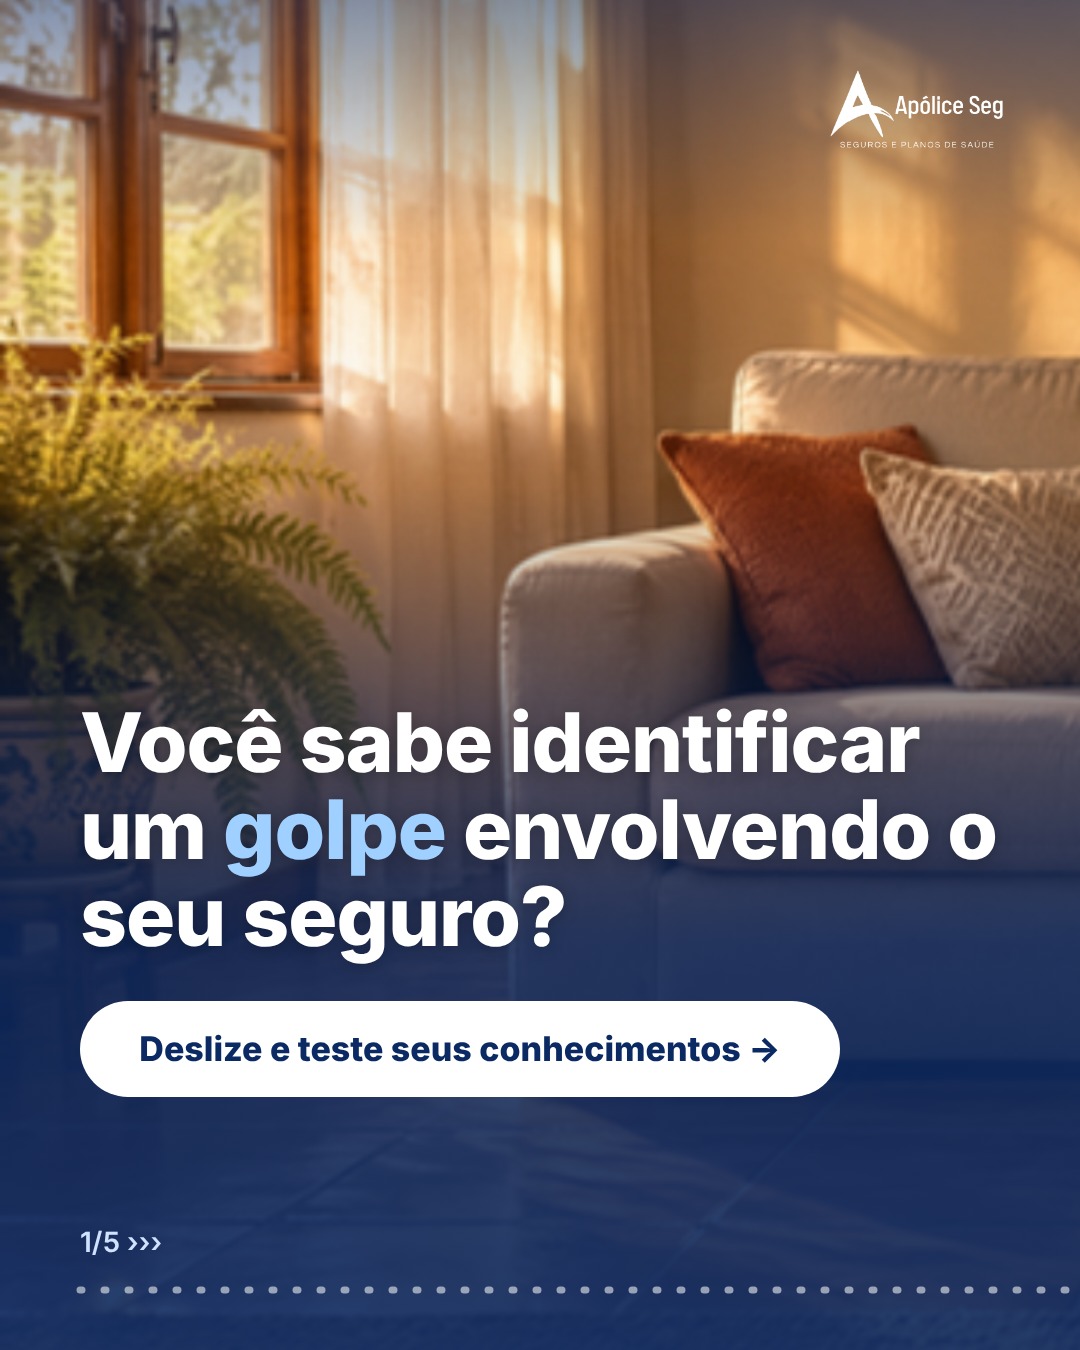 Apólice Seg
SEGUROS E PLANOS DE SAÚDE
Você sabe identificar
um golpe envolvendo o
seu seguro?
Deslize e teste seus conhecimentos →
1/5 ›››